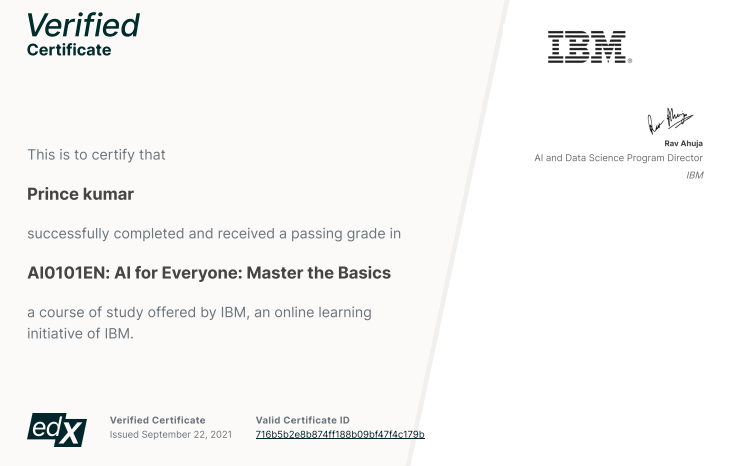 Verified
Certificate
IBM®
Rav Ahuja
AI and Data Science Program Director
IBM
This is to certify that
Prince kumar
successfully completed and received a passing grade in
AI0101EN: AI for Everyone: Master the Basics
a course of study offered by IBM, an online learning
initiative of IBM.
edX
Verified Certificate
Issued September 22, 2021
Valid Certificate ID
716b5b2e8b874ff188b09bf47f4c179b